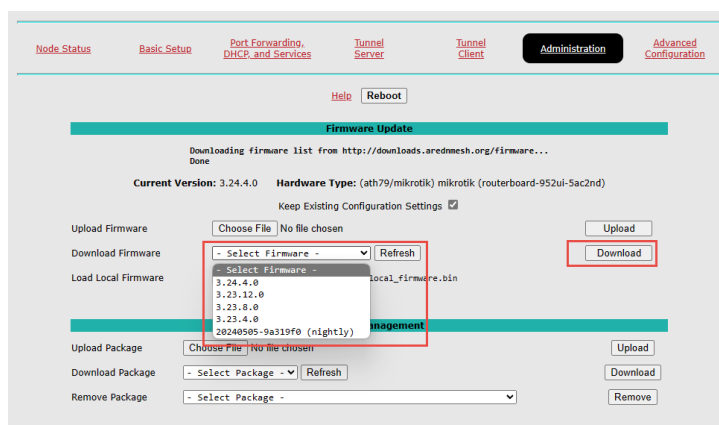 Node Status
Basic Setup
Port Forwarding,
DHCP, and Services
Tunnel
Server
Tunnel
Client
Administration
Advanced
Configuration
Help Reboot
Firmware Update
Downloading firmware list from http://downloads.arednmesh.org/firmware...
Done
Current Version: 3.24.4.0 Hardware Type: (ath79/mikrotik) mikrotik (routerboard-952ui-5ac2nd)
Keep Existing Configuration Settings
Upload Firmware Choose File No file chosen Upload
Download Firmware - Select Firmware - Refresh Download
- Select Firmware -
Load Local Firmware local_firmware.bin
3.24.4.0
3.23.12.0
3.23.8.0
3.23.4.0
20240505-9a319f0 (nightly)
nagement
Upload Package Choose File No file chosen Upload
Download Package - Select Package - Refresh Download
Remove Package - Select Package - Remove